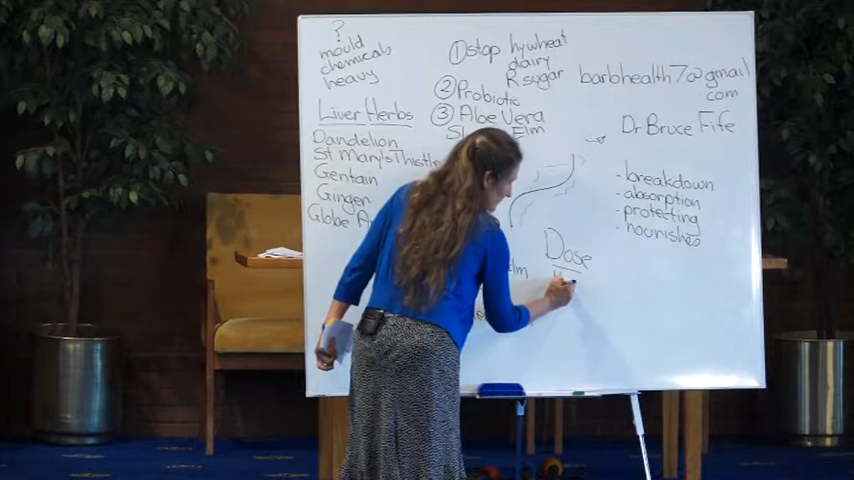 ?
mould
chemicals
heavy
Liver Herbs
Dandelion
St Mary's Thistle
Gentain
Ginger
Globe A
① Stop hywheat
dairy
R sugar
② Probiotic
③ Aloe Vera
Elm
barbhealth7@gmail
com
Dr Bruce Fife
- breakdown
- absorption
- protecting
- nourishes
Dose